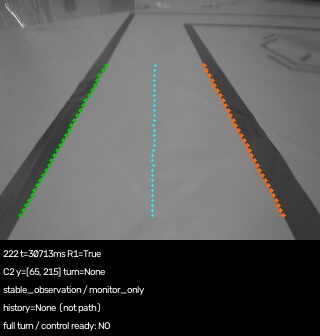 222 t=30713ms R1=True
C2 y=[65, 215] turn=None
stable_observation / monitor_only
history=None (not path)
full turn / control ready: NO